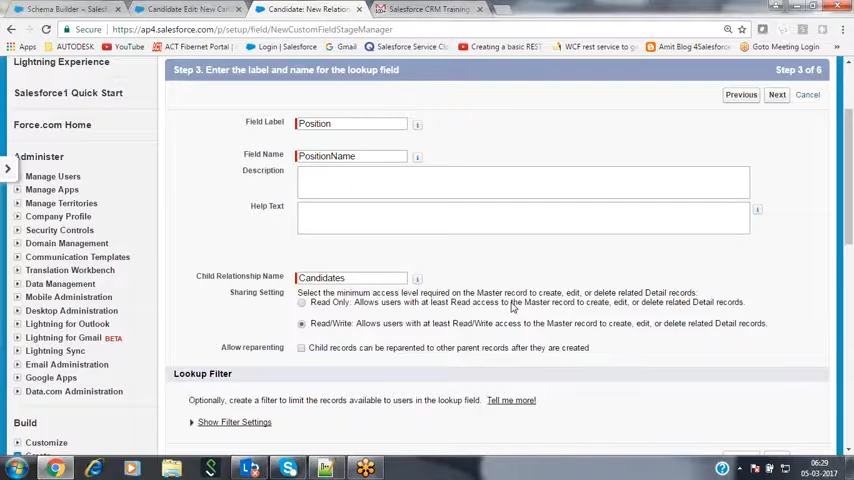 Schema Builder ~ Salesf
Candidate Edit: New Can
Candidate: New Relation
Salesforce CRM Training
Secure
https://ap4.salesforce.com/p/setup/field/NewCustomFieldStageManager
Apps
AUTODESK
YouTube
ACT Fibernet Portal
Login | Salesforce
Qualification
Salesforce Service Clo
Creating a basic REST
WCF rest service to g
Amit Blog 4Salesforce
Goto Meeting Login
Lightning Experience
Salesforce1 Quick Start
Force.com Home
Administer
Manage Users
Manage Apps
Manage Territories
Company Profile
Security Controls
Domain Management
Communication Templates
Translation Workbench
Data Management
Mobile Administration
Desktop Administration
Lightning for Outlook
Lightning for Gmail BETA
Lightning Sync
Email Administration
Google Apps
Data.com Administration
Build
Customize
Create
Step 3. Enter the label and name for the lookup field
Step 3 of 6
Previous
Next
Cancel
Field Label
Position
Field Name
PositionName
Description
Help Text
Child Relationship Name
Candidates
Sharing Setting
Select the minimum access level required on the Master record to create, edit, or delete related Detail records:
Read Only: Allows users with at least Read access to the Master record to create, edit, or delete related Detail records.
Read/Write: Allows users with at least Read/Write access to the Master record to create, edit, or delete related Detail records.
Allow reparenting
Child records can be reparented to other parent records after they are created
Lookup Filter
Optionally, create a filter to limit the records available to users in the lookup field. Tell me more!
Show Filter Settings
06:29
05-03-2017